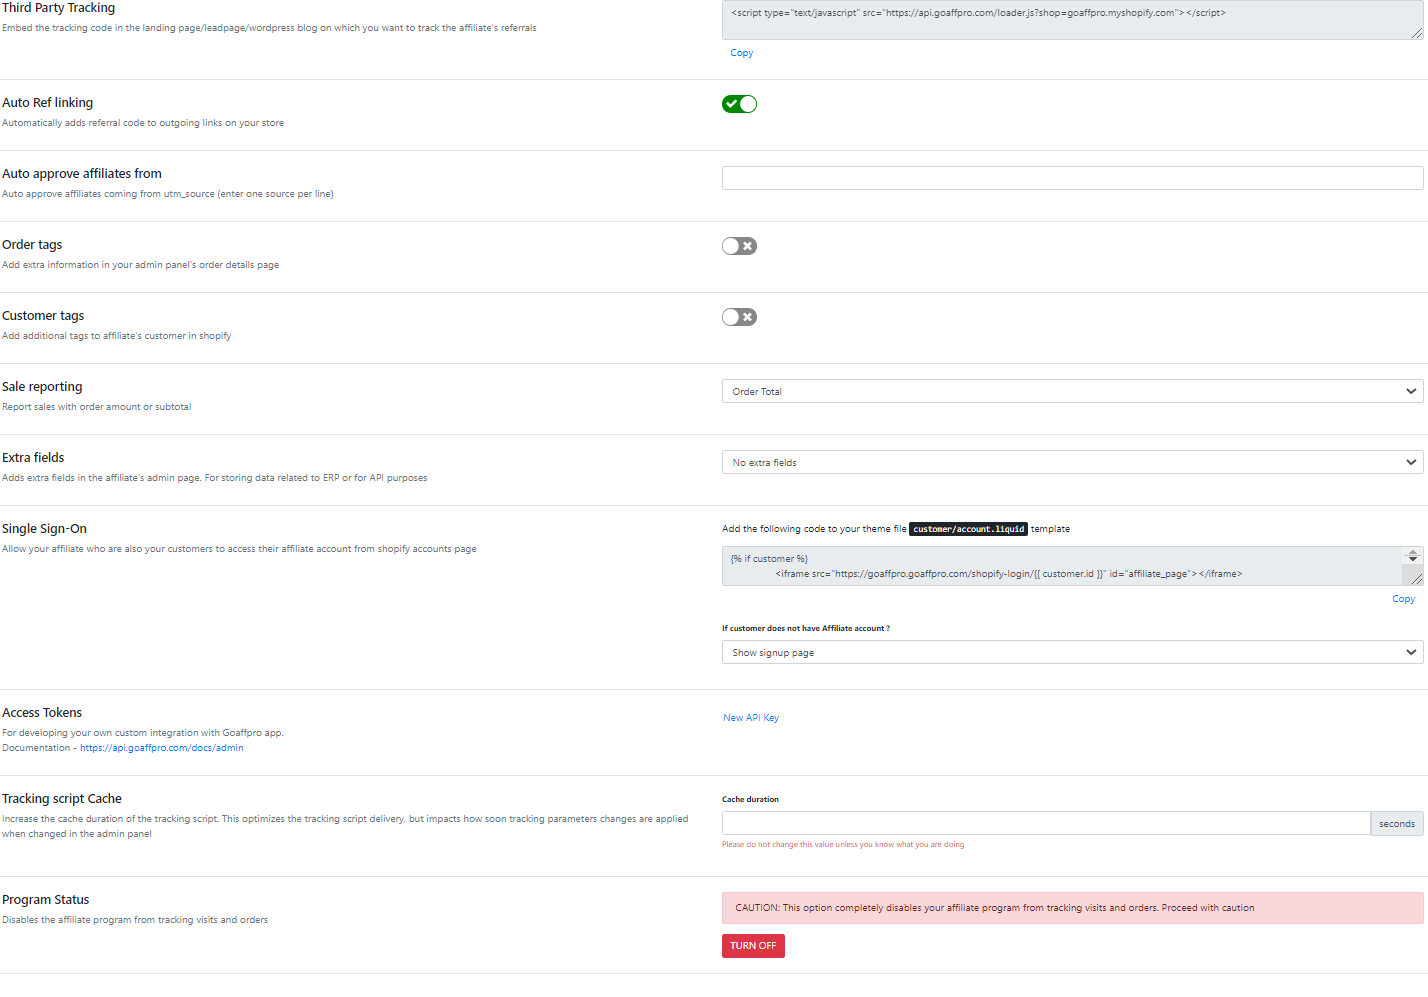 Third Party Tracking
Embed the tracking code in the landing page/leadpage/wordpress blog on which you want to track the affiliate's referrals
<script type="text/javascript" src="https://api.goaffpro.com/loader.js?shop=goaffpro.myshopify.com"></script>
Copy
Auto Ref linking
Automatically adds referral code to outgoing links on your store
Auto approve affiliates from
Auto approve affiliates coming from utm_source (enter one source per line)
Order tags
Add extra information in your admin panel's order details page
Customer tags
Add additional tags to affiliate's customer in shopify
Sale reporting
Report sales with order amount or subtotal
Order Total
Extra fields
Adds extra fields in the affiliate's admin page. For storing data related to ERP or for API purposes
No extra fields
Single Sign-On
Allow your affiliate who are also your customers to access their affiliate account from shopify accounts page
Add the following code to your theme file customer/account.liquid template
{% if customer %}
<iframe src="https://goaffpro.goaffpro.com/shopify-login/{{ customer.id }}" id="affiliate_page"></iframe>
Copy
If customer does not have Affiliate account ?
Show signup page
Access Tokens
For developing your own custom integration with Goaffpro app.
Documentation - https://api.goaffpro.com/docs/admin
New API Key
Tracking script Cache
Increase the cache duration of the tracking script. This optimizes the tracking script delivery, but impacts how soon tracking parameters changes are applied
when changed in the admin panel
Cache duration
seconds
Please do not change this value unless you know what you are doing
Program Status
Disables the affiliate program from tracking visits and orders
CAUTION: This option completely disables your affiliate program from tracking visits and orders. Proceed with caution
TURN OFF